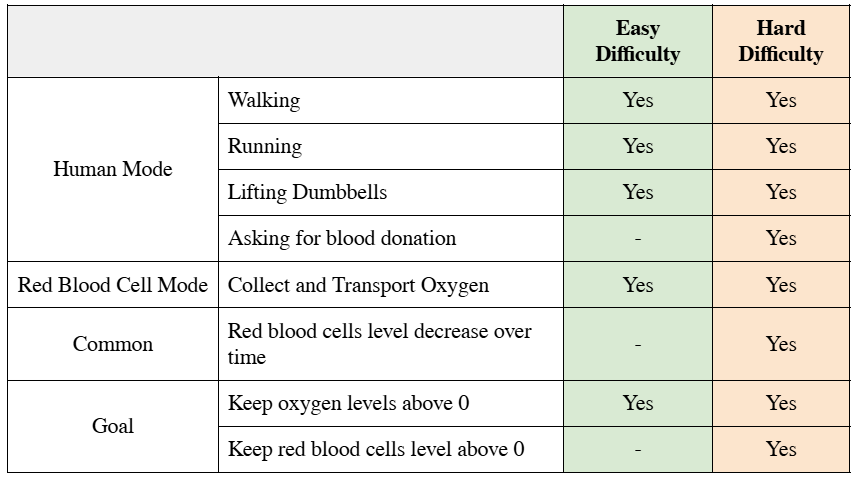 Easy Difficulty Hard Difficulty
Human Mode Walking Yes Yes
Running Yes Yes
Lifting Dumbbells Yes Yes
Asking for blood donation - Yes
Red Blood Cell Mode Collect and Transport Oxygen Yes Yes
Common Red blood cells level decrease over time - Yes
Goal Keep oxygen levels above 0 Yes Yes
Keep red blood cells level above 0 - Yes